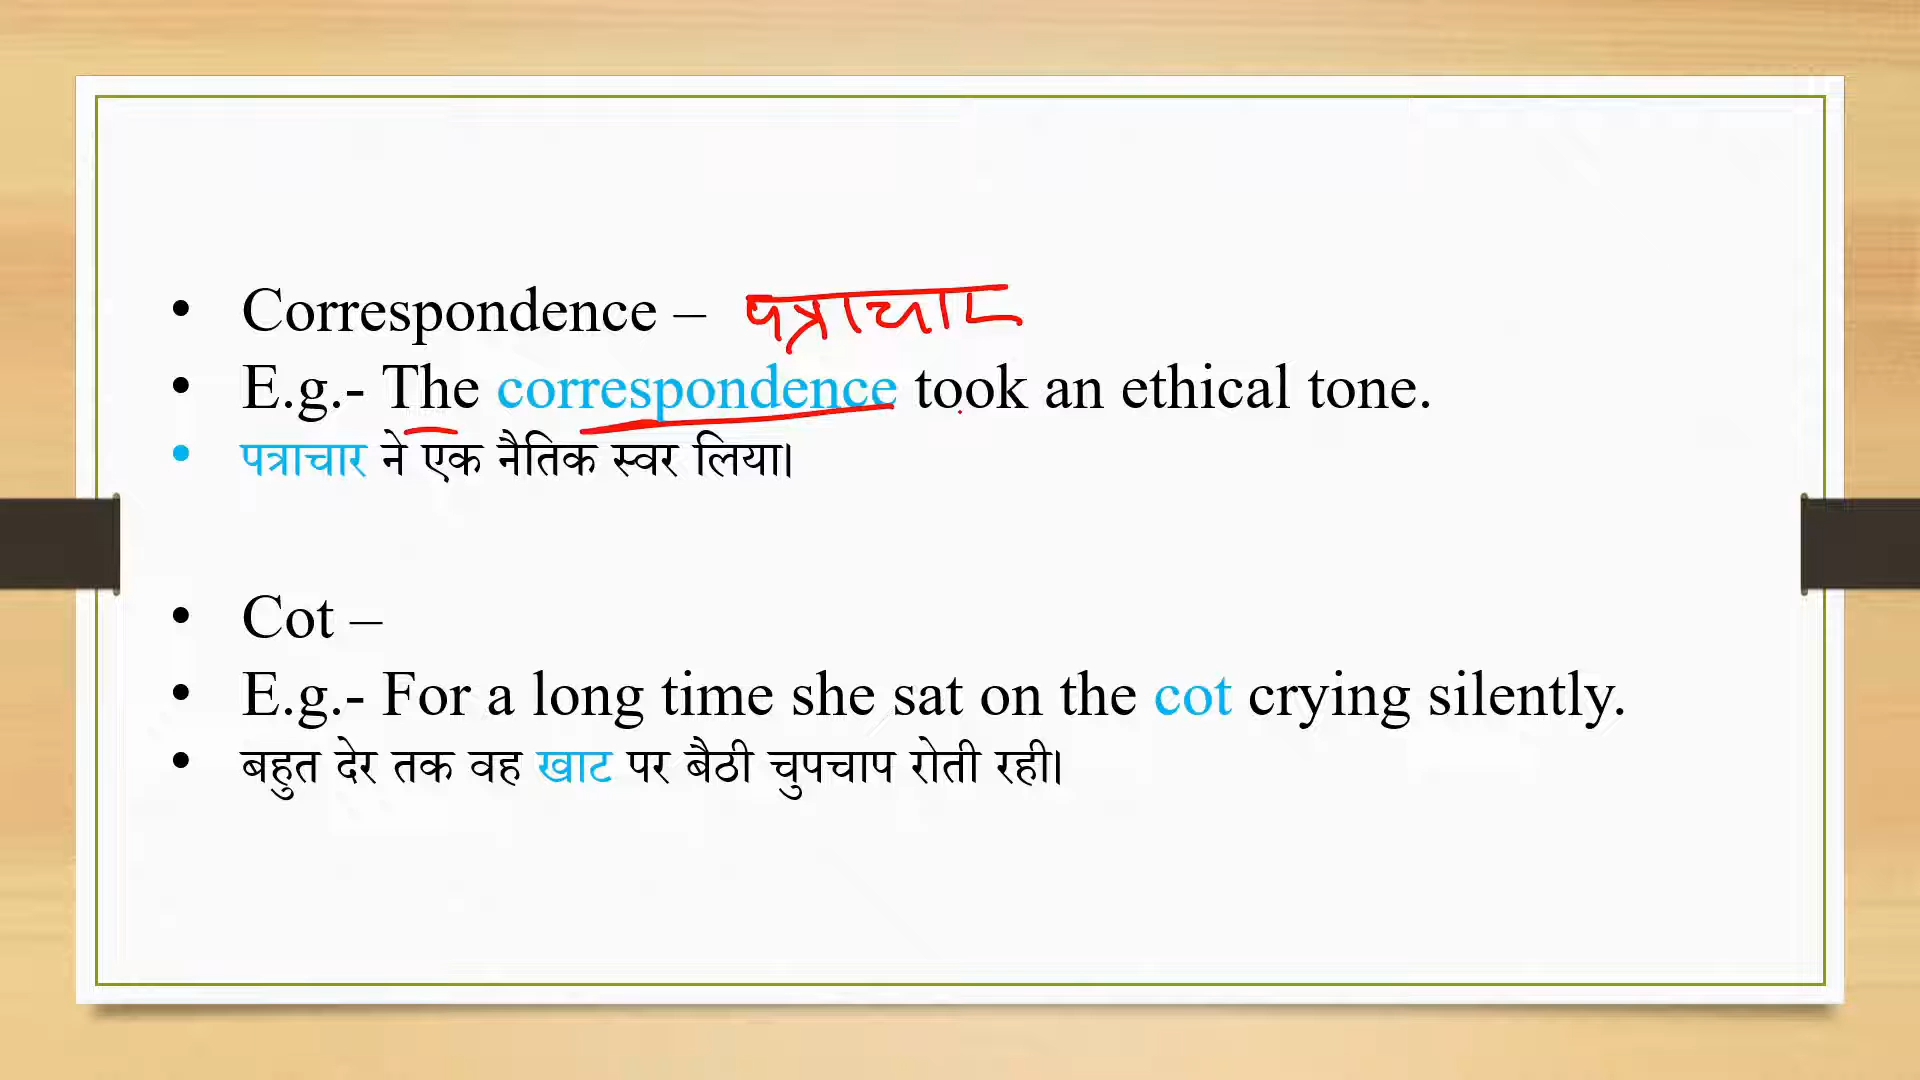 • Correspondence – पत्राचार
• E.g.- The correspondence took an ethical tone.
• पत्राचार ने एक नैतिक स्वर लिया।
• Cot –
• E.g.- For a long time she sat on the cot crying silently.
• बहुत देर तक वह खाट पर बैठी चुपचाप रोती रही।